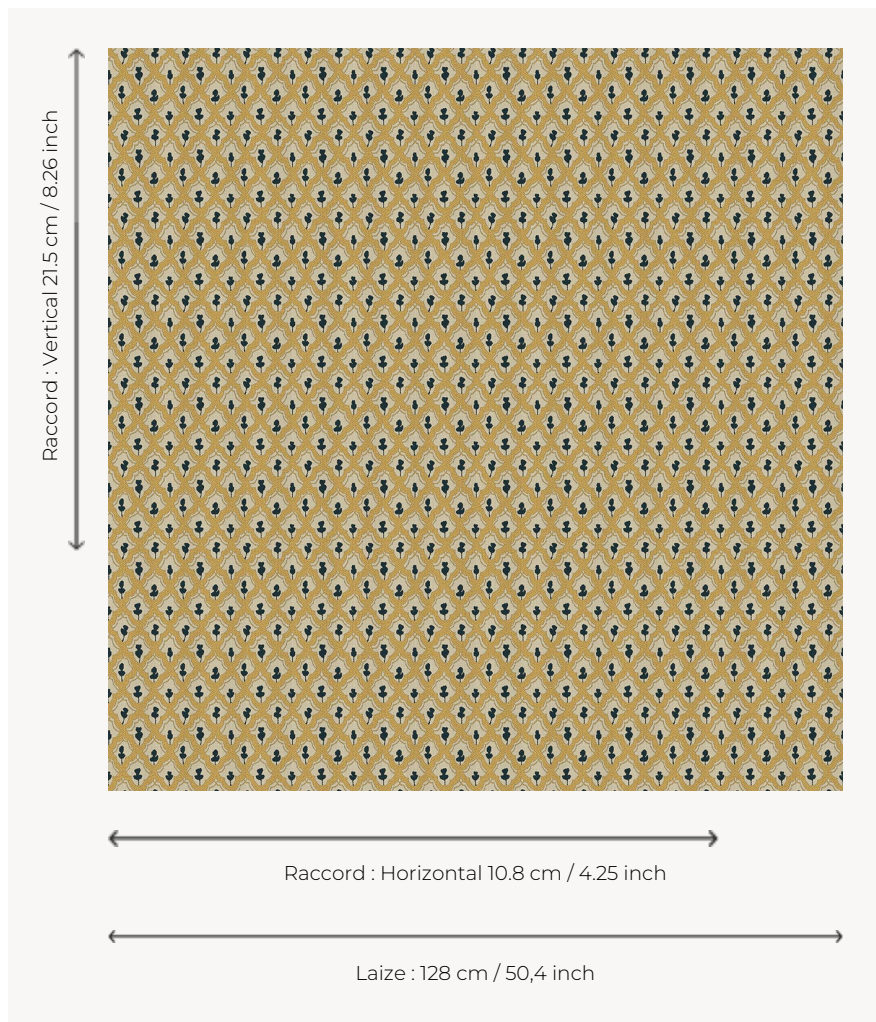 Raccord : Vertical 21.5 cm / 8.26 inch
Raccord : Horizontal 10.8 cm / 4.25 inch
Laize : 128 cm / 50,4 inch